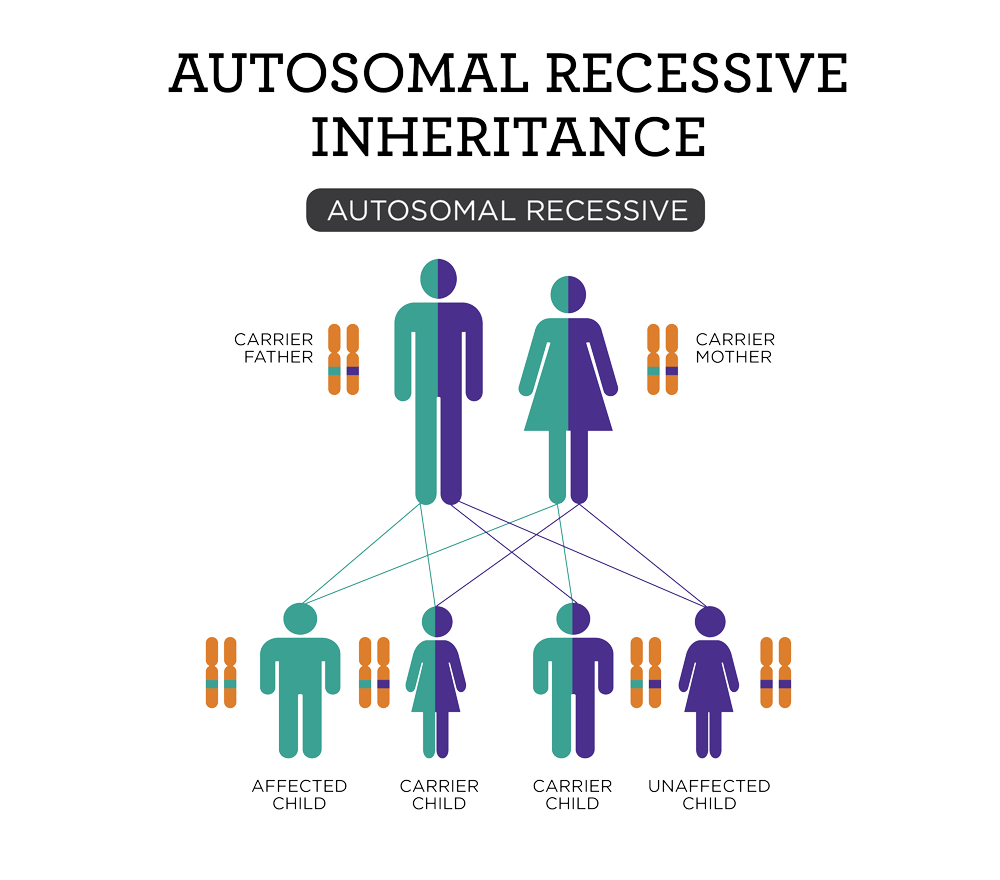 AUTOSOMAL RECESSIVE
INHERITANCE
AUTOSOMAL RECESSIVE
CARRIER
FATHER
CARRIER
MOTHER
AFFECTED
CHILD
CARRIER
CHILD
CARRIER
CHILD
UNAFFECTED
CHILD